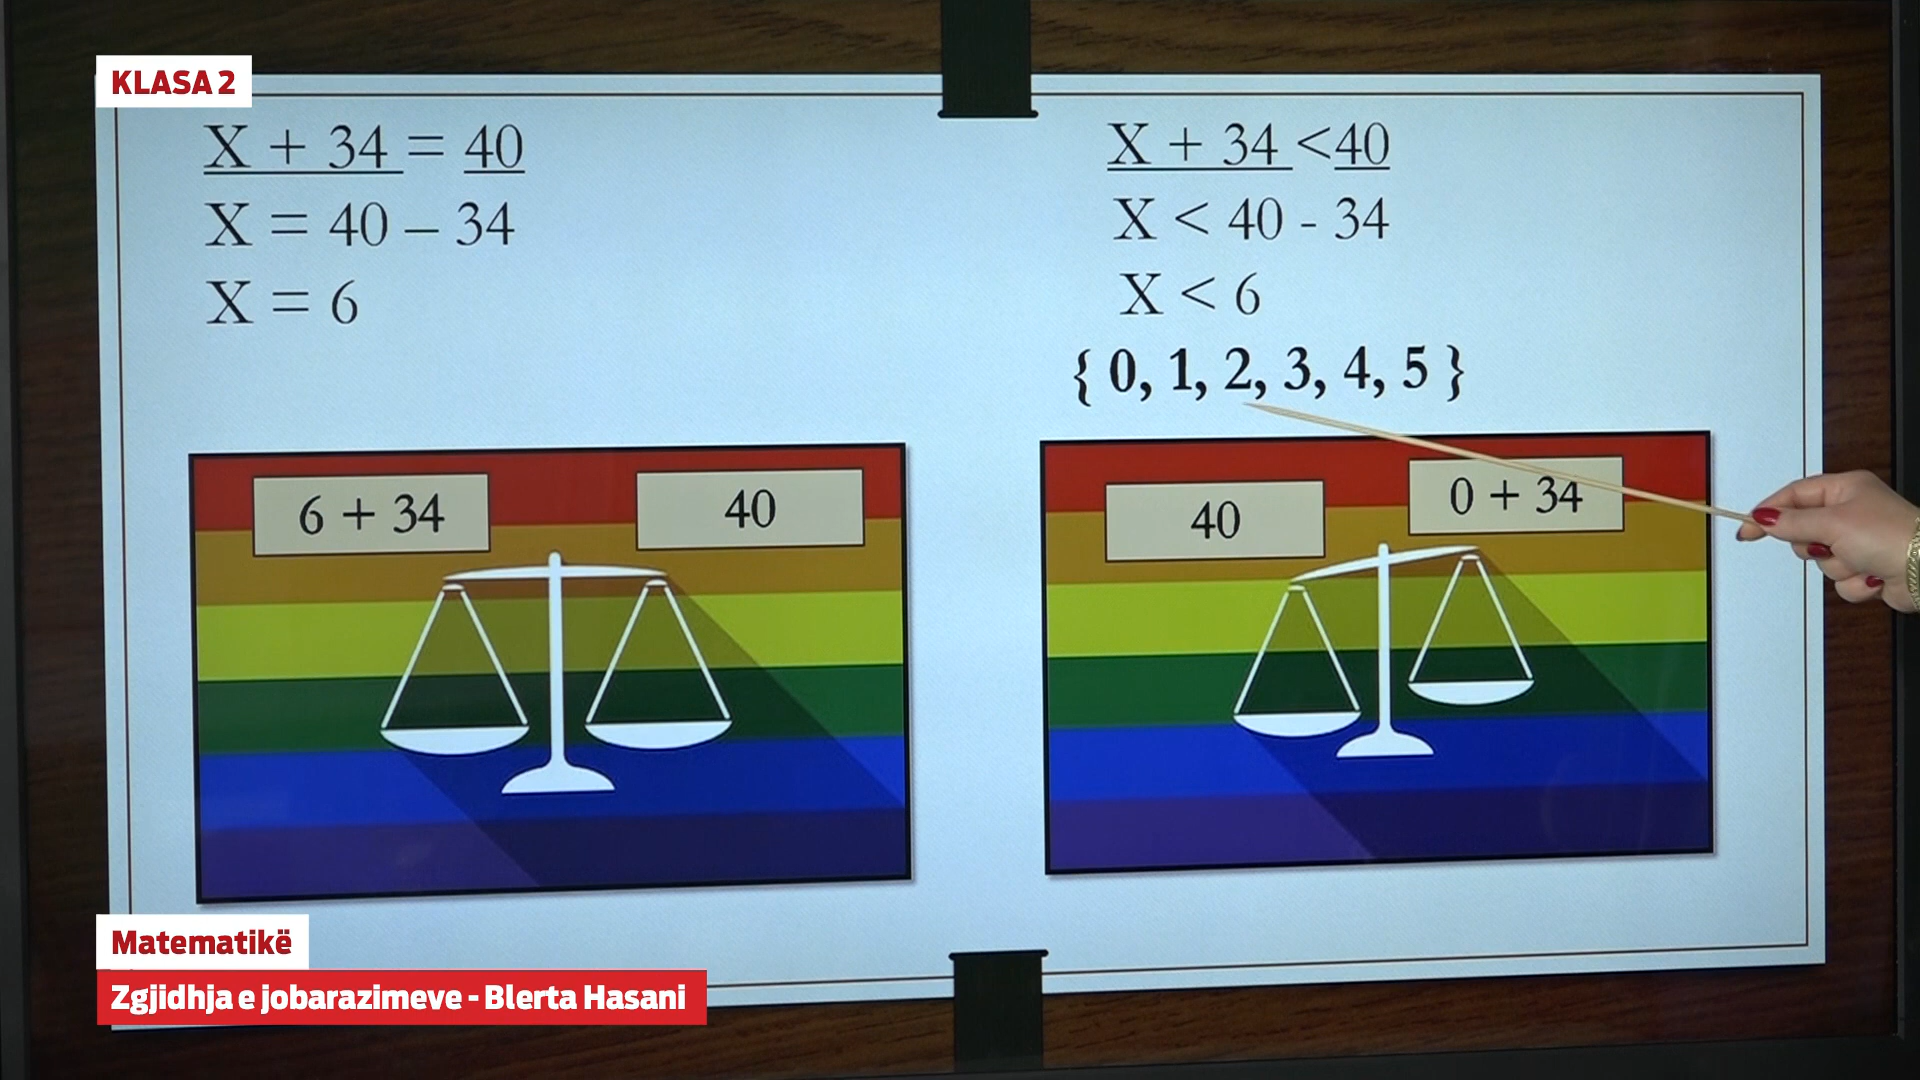 KLASA 2
X + 34 = 40
X = 40 – 34
X = 6
X + 34 <40
X < 40 - 34
X < 6
{ 0, 1, 2, 3, 4, 5 }
6 + 34
40
40
0 + 34
Matematikë
Zgjidhja e jobarazimeve - Blerta Hasani